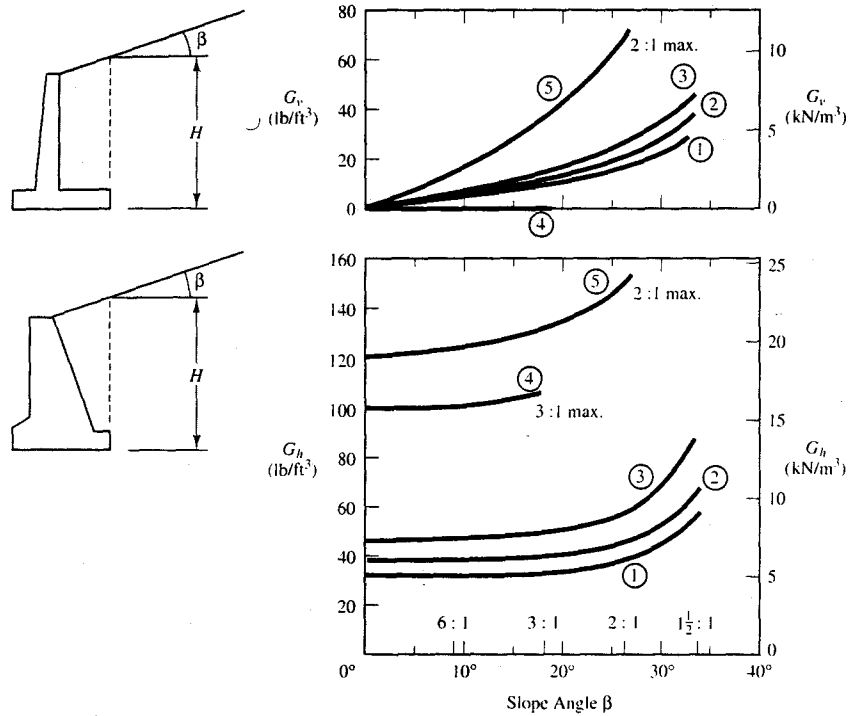 β
H
β
H
80
60
40
20
0
G_v
(lb/ft³)
2 : 1 max.
⑤
③
②
①
④
10
5
0
G_v
(kN/m³)
160
140
120
100
80
60
40
20
G_h
(lb/ft³)
⑤
2 : 1 max.
④
3 : 1 max.
③
②
①
25
20
15
10
5
0
G_h
(kN/m³)
6 : 1
3 : 1
2 : 1
1½ : 1
0°
10°
20°
30°
40°
Slope Angle β